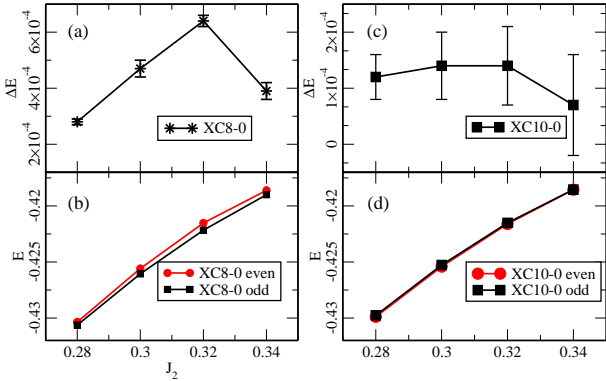 (a)
6×10⁻⁴
4×10⁻⁴
2×10⁻⁴
ΔE
XC8-0
(c)
2×10⁻⁴
1×10⁻⁴
0
ΔE
XC10-0
(b)
-0.42
-0.425
-0.43
E
XC8-0 even
XC8-0 odd
0.28 0.3 0.32 0.34
J₂
(d)
-0.42
-0.425
-0.43
E
XC10-0 even
XC10-0 odd
0.28 0.3 0.32 0.34